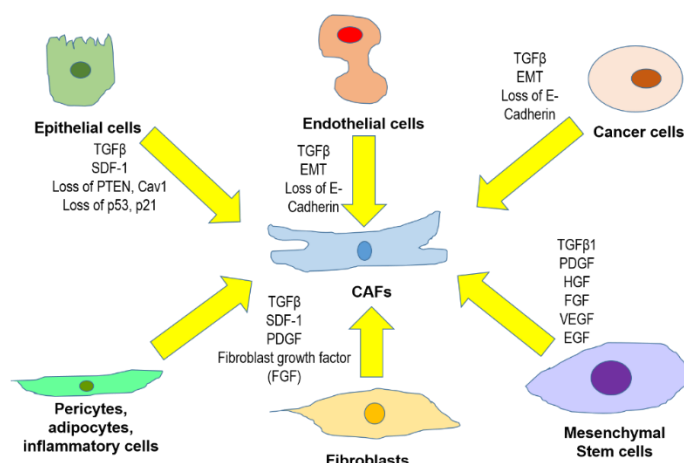 Epithelial cells
TGFβ
SDF-1
Loss of PTEN, Cav1
Loss of p53, p21
Endothelial cells
TGFβ
EMT
Loss of E-
Cadherin
TGFβ
EMT
Loss of E-
Cadherin
Cancer cells
CAFs
Pericytes,
adipocytes,
inflammatory cells
TGFβ
SDF-1
PDGF
Fibroblast growth factor
(FGF)
Fibroblasts
TGFβ1
PDGF
HGF
FGF
VEGF
EGF
Mesenchymal
Stem cells